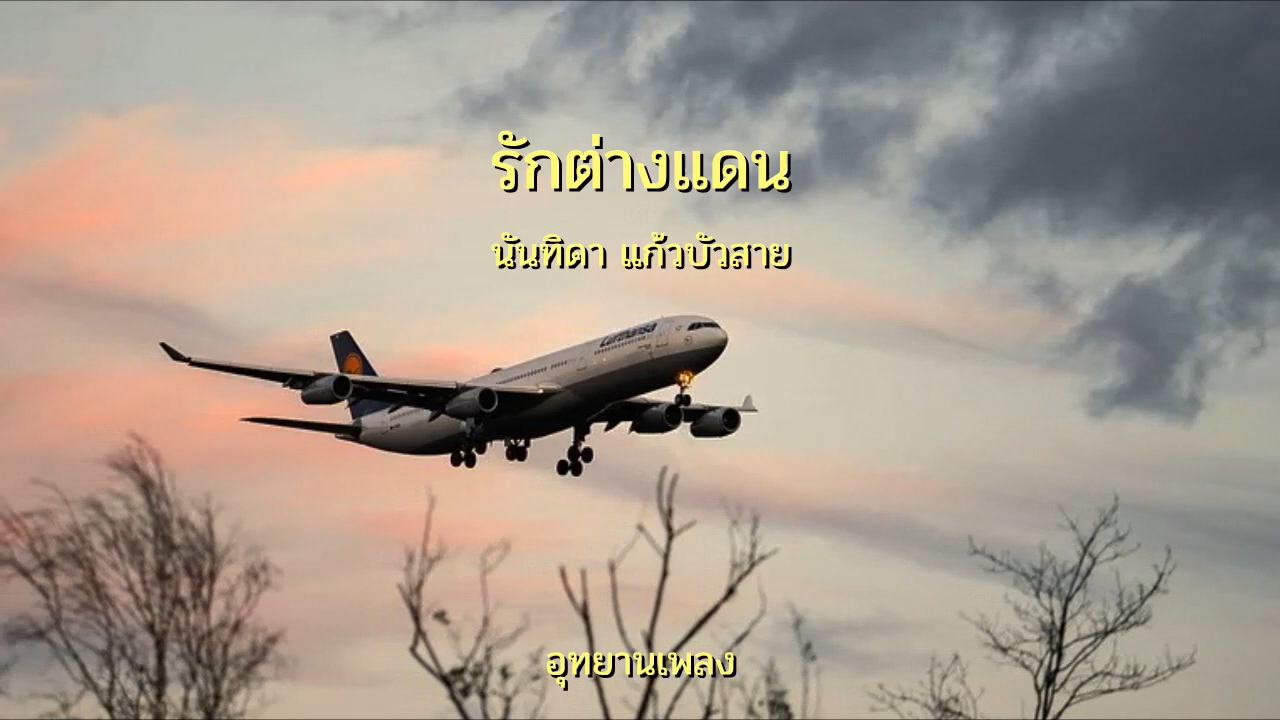 รักต่างแดน
นันทิดา แก้วบัวสาย
Lufthansa
อุทยานเพลง